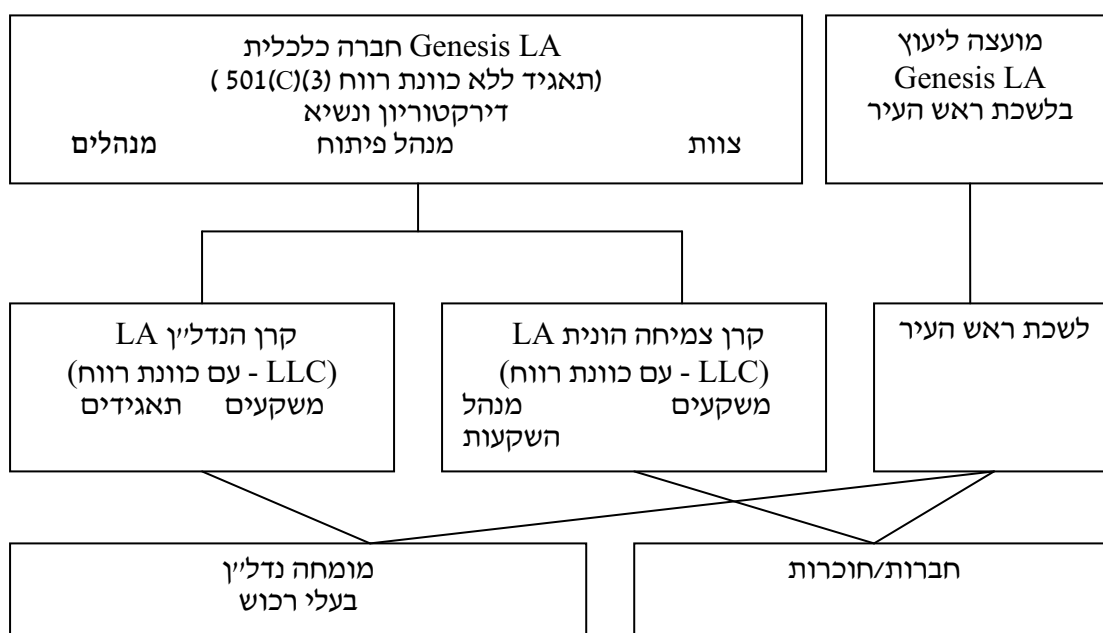 מועצה ליעוץ
Genesis LA
בלשכת ראש העיר
Genesis LA חברה כלכלית
(תאגיד ללא כוונת רווח 501(C)(3) )
דירקטוריון ונשיא
צוות מנהל פיתוח מנהלים
לשכת ראש העיר
קרן צמיחה הונית LA
(LLC - עם כוונת רווח)
משקעים מנהל
השקעות
קרן הנדל״ן LA
(LLC - עם כוונת רווח)
משקעים תאגידים
חברות/חוכרות
מומחה נדל״ן
בעלי רכוש